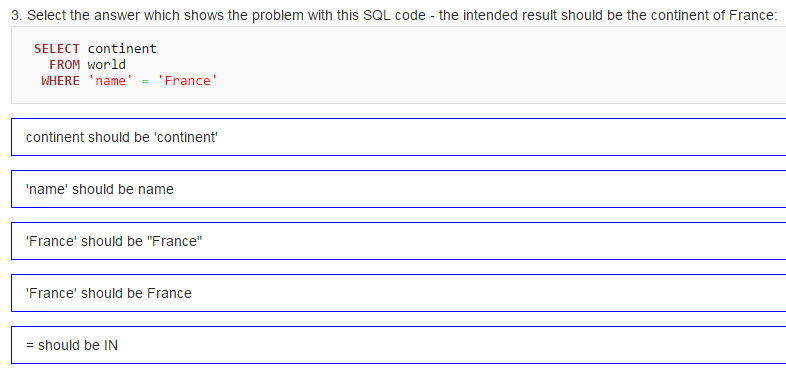 3. Select the answer which shows the problem with this SQL code - the intended result should be the continent of France:
SELECT continent
FROM world
WHERE 'name' = 'France'
continent should be 'continent'
'name' should be name
'France' should be "France"
'France' should be France
= should be IN